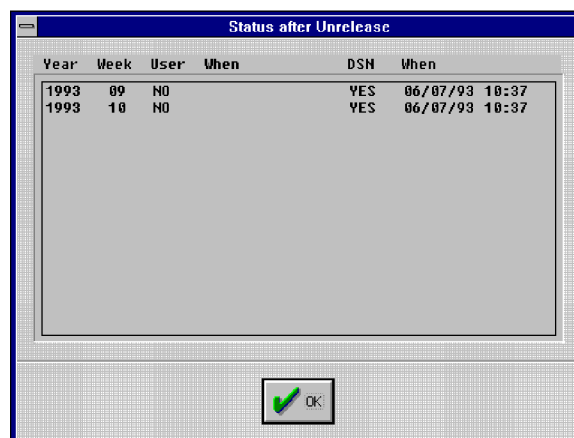 Status after Unrelease
Year Week User When DSN When
1993 09 NO YES 06/07/93 10:37
1993 10 NO YES 06/07/93 10:37
OK